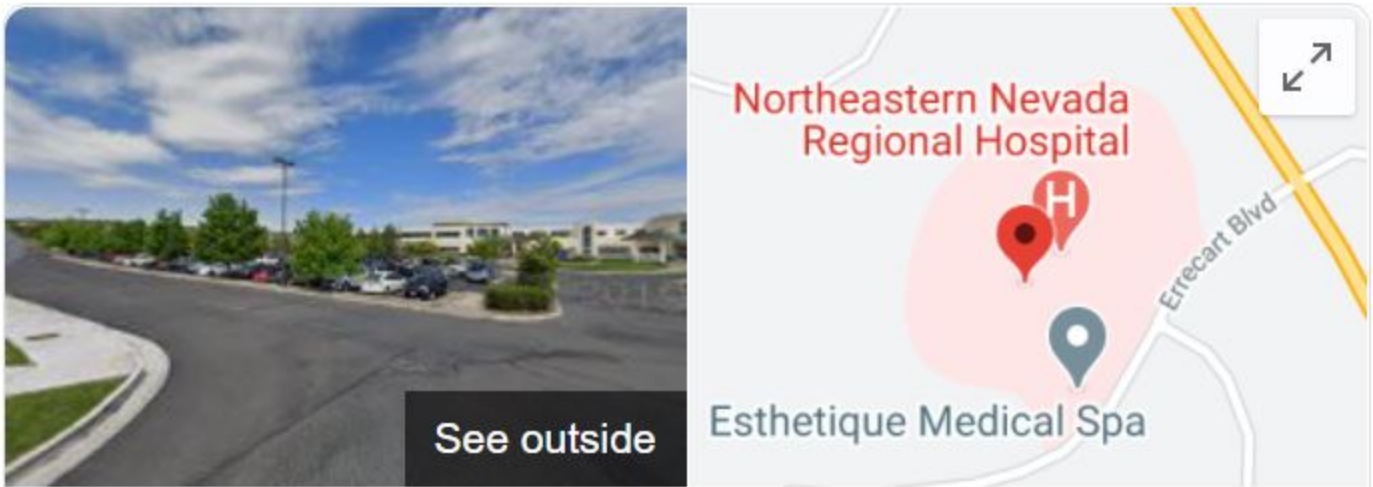 Northeastern Nevada
Regional Hospital
H
Errecart Blvd
Esthetique Medical Spa
See outside